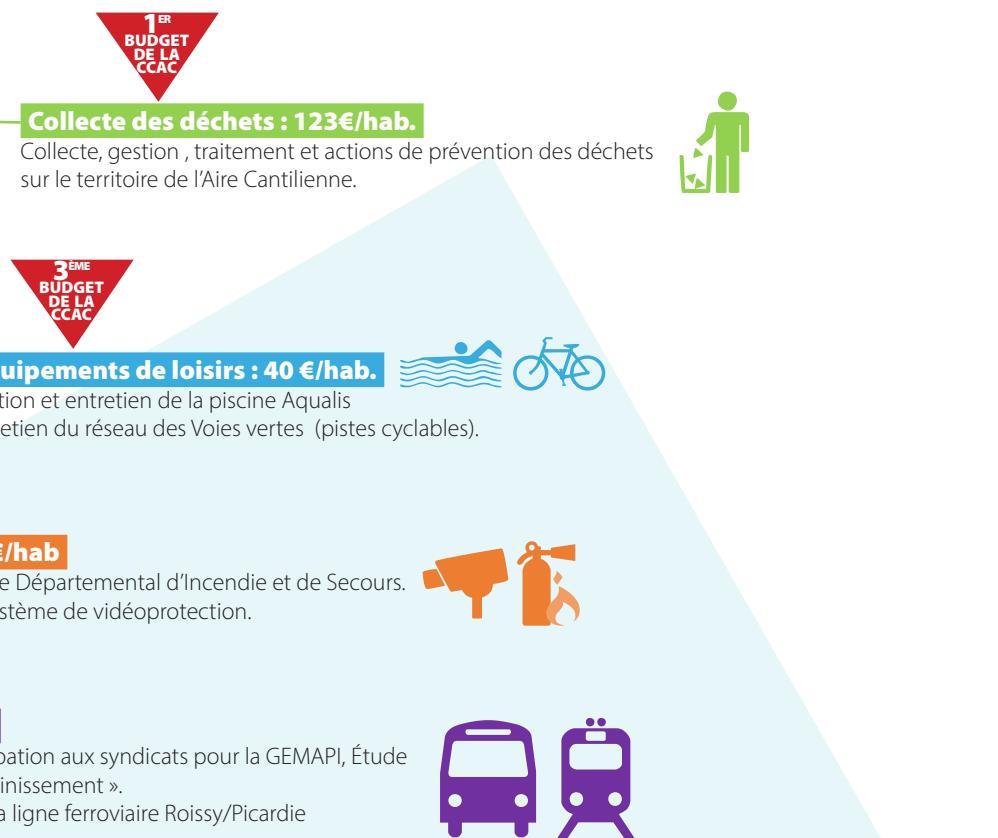 1ER
BUDGET
DE LA
CCAC
Collecte des déchets : 123€/hab.
Collecte, gestion , traitement et actions de prévention des déchets
sur le territoire de l'Aire Cantilienne.
3ÈME
BUDGET
DE LA
CCAC
uipements de loisirs : 40 €/hab.
tion et entretien de la piscine Aqualis
etien du réseau des Voies vertes (pistes cyclables).
€/hab
e Départemental d'Incendie et de Secours.
stème de vidéoprotection.
pation aux syndicats pour la GEMAPI, Étude
inissement ».
a ligne ferroviaire Roissy/Picardie